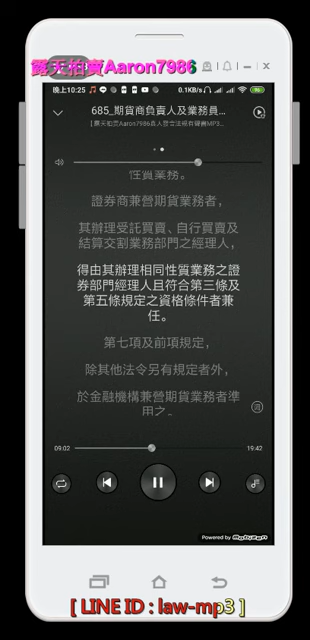 露天拍賣Aaron7986
晚上10:25
0.1KB/s
685_期貨商負責人及業務員...
[露天拍賣Aaron7986真人發音法規有聲書MP3...
性質業務。
證券商兼營期貨業務者，
其辦理受託買賣、自行買賣及
結算交割業務部門之經理人，
得由其辦理相同性質業務之證
券部門經理人且符合第三條及
第五條規定之資格條件者兼
任。
第七項及前項規定，
除其他法令另有規定者外，
於金融機構兼營期貨業務者準
用之。
09:02
19:42
Powered by
[ LINE ID : law-mp3 ]